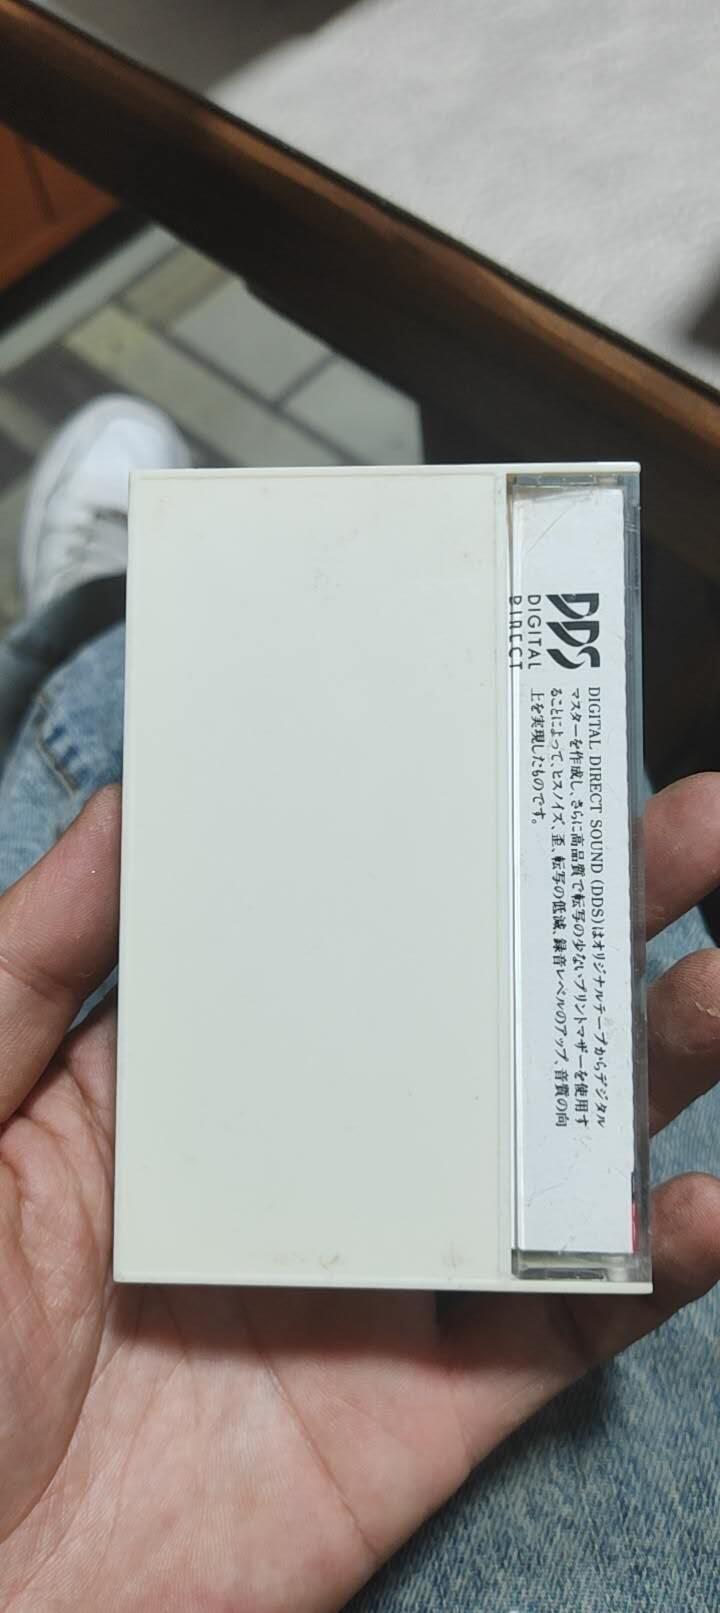 DDS
DIGITAL
DIRECT
DIGITAL DIRECT SOUND (DDS)はオリジナルテープからデジタル
マスターを作成し、さらに高品質で転写の少ないプリントマザーを使用す
ることによって、ヒスノイズ、歪、転写の低減、録音レベルのアップ、音質の向
上を実現したものです。